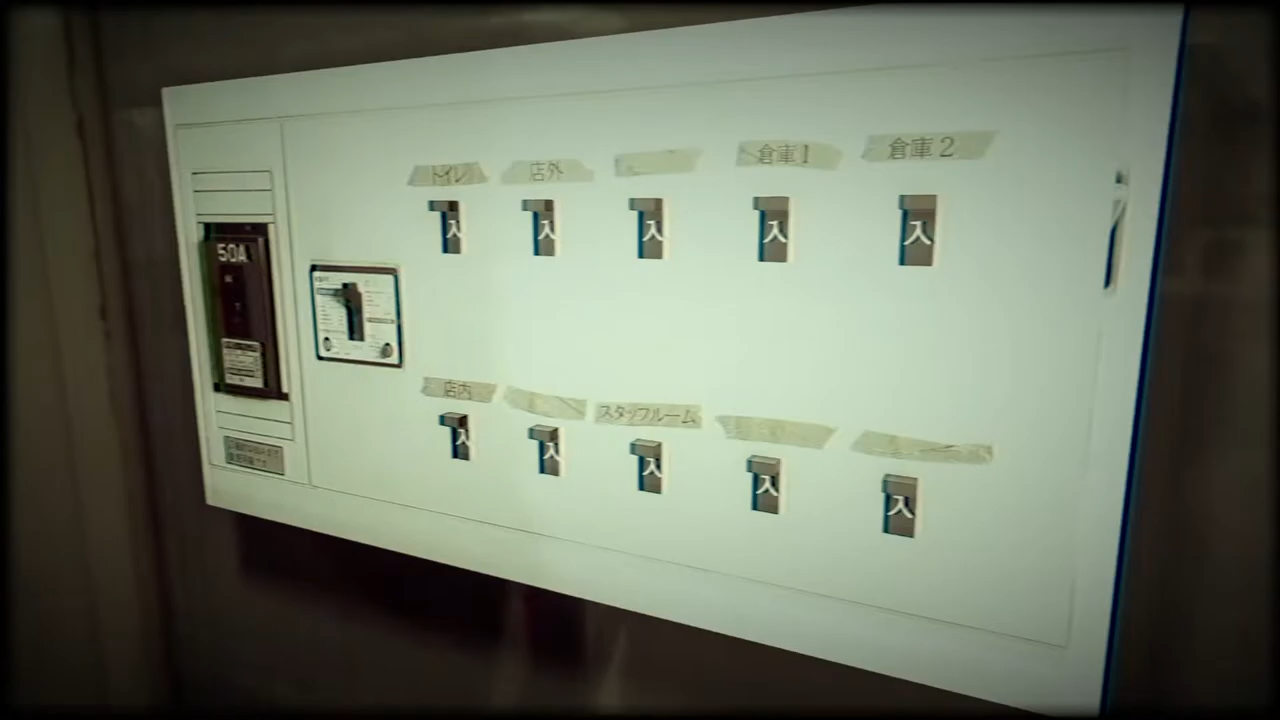 トイレ 店外 倉庫1 倉庫2
入 入 入 入 入
50A
店内 スタッフルーム
入 入 入 入 入